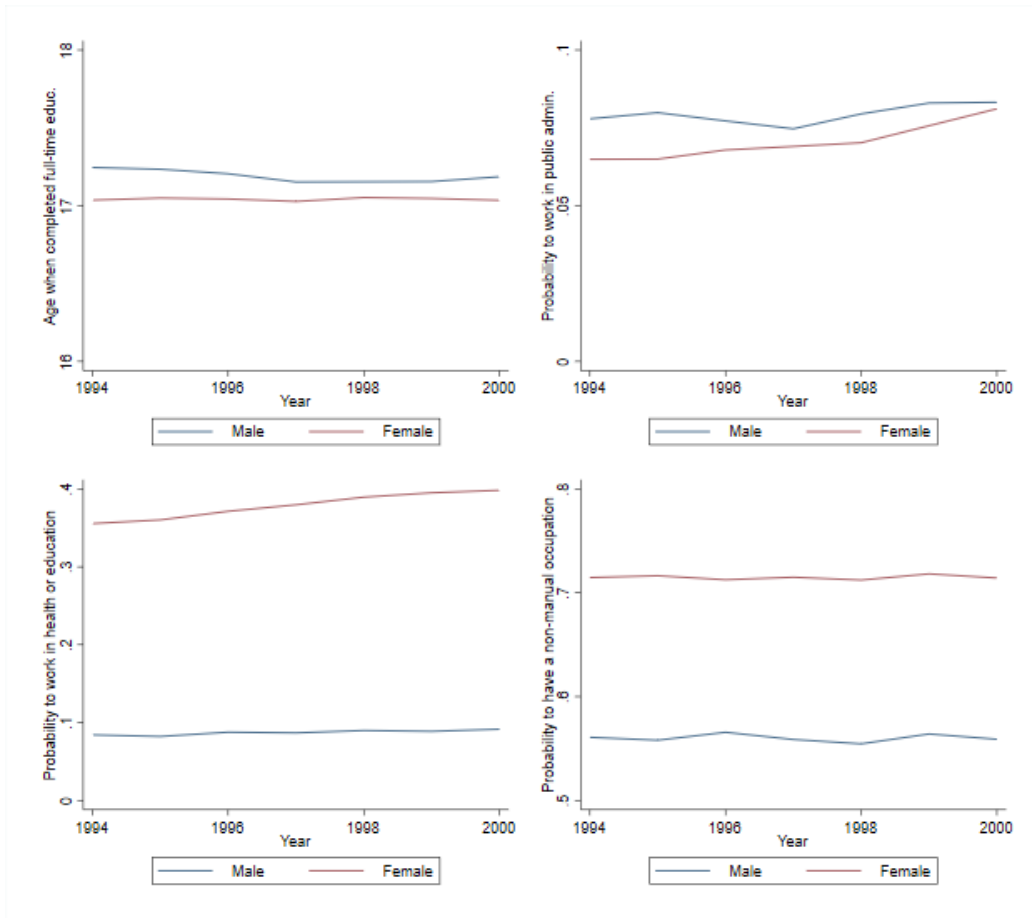 Age when completed full-time educ.
18
17
16
1994 1996 1998 2000
Year
Male Female
Probability to work in public admin.
.1
.05
0
1994 1996 1998 2000
Year
Male Female
Probability to work in health or education
.4
.3
.2
.1
0
1994 1996 1998 2000
Year
Male Female
Probability to have a non-manual occupation
.8
.7
.6
.5
1994 1996 1998 2000
Year
Male Female